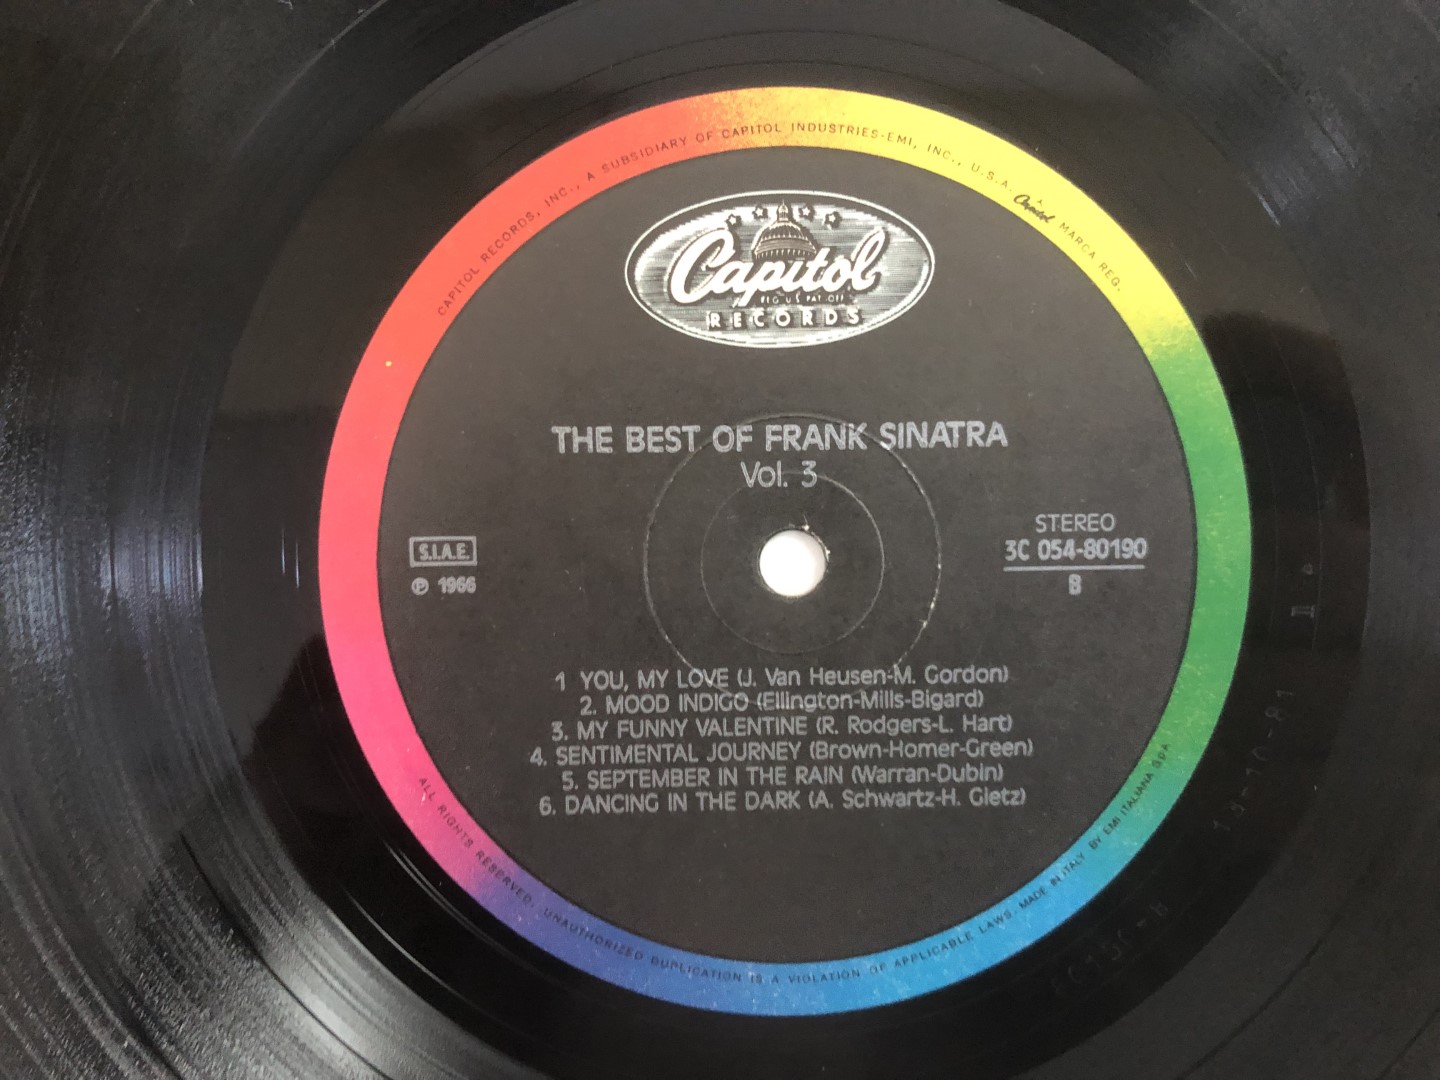 CAPITOL RECORDS, INC., A SUBSIDIARY OF CAPITOL INDUSTRIES-EMI, INC., U.S.A. Capitol MARCA REG.
Capitol
REG. U.S. PAT. OFF.
RECORDS
THE BEST OF FRANK SINATRA
Vol. 3
S.I.A.E.
℗ 1966
STEREO
3C 054-80190
B
1 YOU, MY LOVE (J. Van Heusen-M. Gordon)
2. MOOD INDIGO (Ellington-Mills-Bigard)
3. MY FUNNY VALENTINE (R. Rodgers-L. Hart)
4. SENTIMENTAL JOURNEY (Brown-Homer-Green)
5. SEPTEMBER IN THE RAIN (Warran-Dubin)
6. DANCING IN THE DARK (A. Schwartz-H. Gletz)
ALL RIGHTS RESERVED. UNAUTHORIZED DUPLICATION IS A VIOLATION OF APPLICABLE LAWS. MADE IN ITALY BY EMI ITALIANA S.p.A